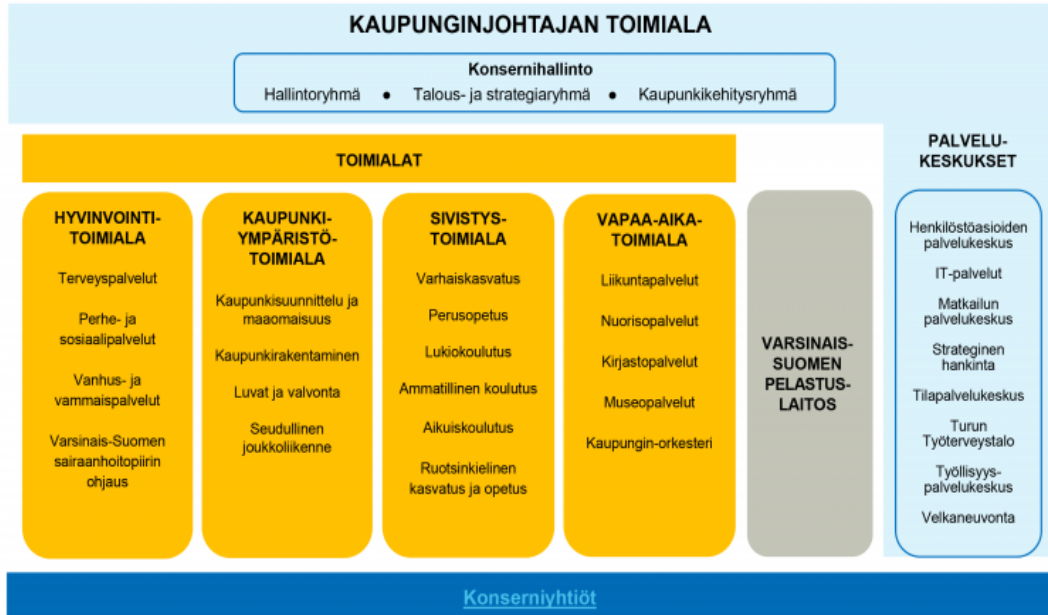 KAUPUNGINJOHTAJAN TOIMIALA
Konsernihallinto
Hallintoryhmä ● Talous- ja strategiaryhmä ● Kaupunkikehitysryhmä
TOIMIALAT
HYVINVOINTI-
TOIMIALA
Terveyspalvelut
Perhe- ja
sosiaalipalvelut
Vanhus- ja
vammaispalvelut
Varsinais-Suomen
sairaanhoitopiirin
ohjaus
KAUPUNKI-
YMPÄRISTÖ-
TOIMIALA
Kaupunkisuunnittelu ja
maaomaisuus
Kaupunkirakentaminen
Luvat ja valvonta
Seudullinen
joukkoliikenne
SIVISTYS-
TOIMIALA
Varhaiskasvatus
Perusopetus
Lukiokoulutus
Ammatillinen koulutus
Aikuiskoulutus
Ruotsinkielinen
kasvatus ja opetus
VAPAA-AIKA-
TOIMIALA
Liikuntapalvelut
Nuorisopalvelut
Kirjastopalvelut
Museopalvelut
Kaupungin-orkesteri
VARSINAIS-
SUOMEN
PELASTUS-
LAITOS
PALVELU-
KESKUKSET
Henkilöstöasioiden
palvelukeskus
IT-palvelut
Matkailun
palvelukeskus
Strateginen
hankinta
Tilapalvelukeskus
Turun
Työterveystalo
Työllisyys-
palvelukeskus
Velkaneuvonta
Konserniyhtiöt